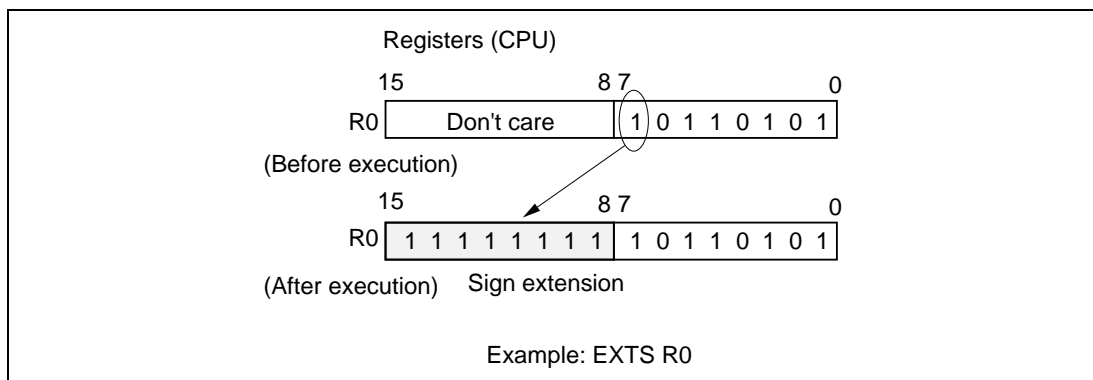 Registers (CPU)
15 8 7 0
R0 Don't care 1 0 1 1 0 1 0 1
(Before execution)
15 8 7 0
R0 1 1 1 1 1 1 1 1 1 0 1 1 0 1 0 1
(After execution) Sign extension
Example: EXTS R0